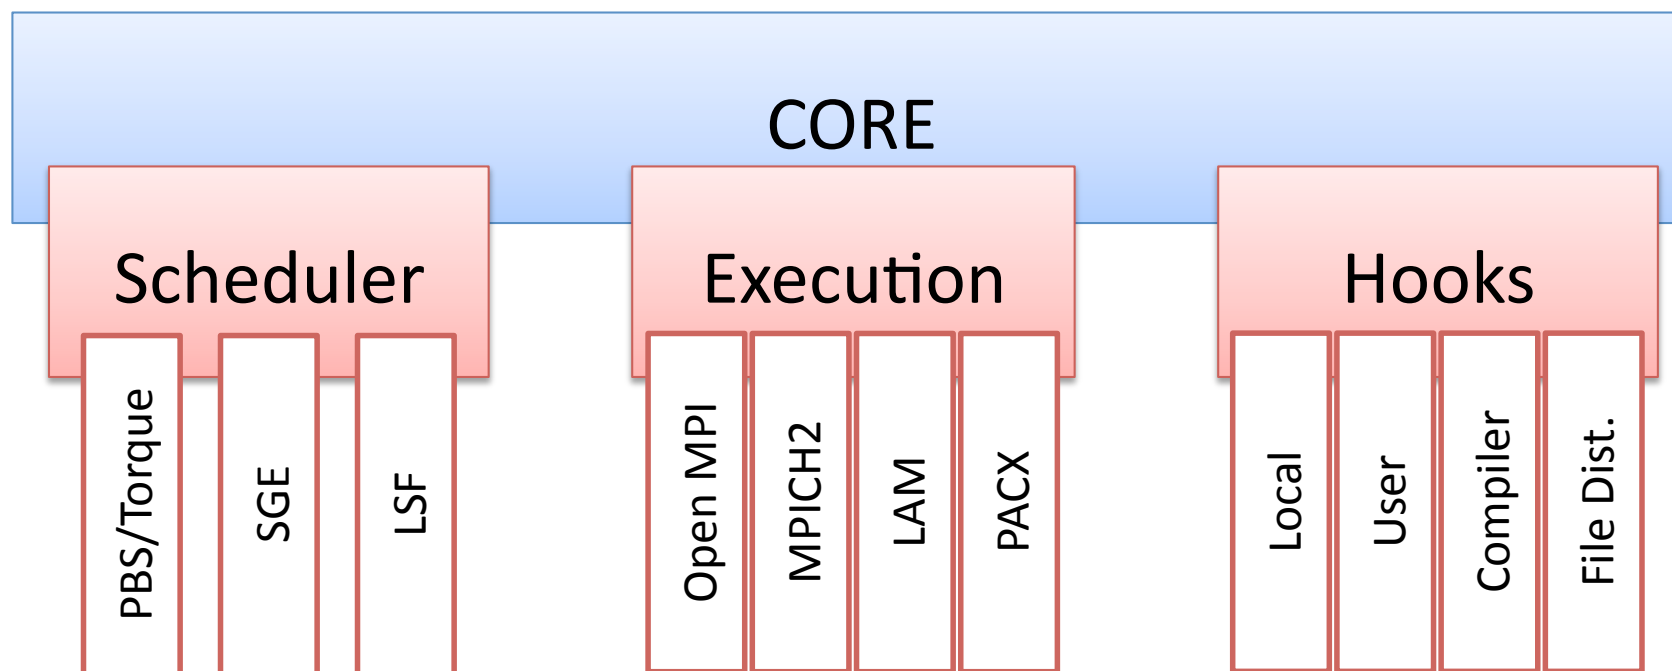 CORE
Scheduler
Execution
Hooks
PBS/Torque
SGE
LSF
Open MPI
MPICH2
LAM
PACX
Local
User
Compiler
File Dist.